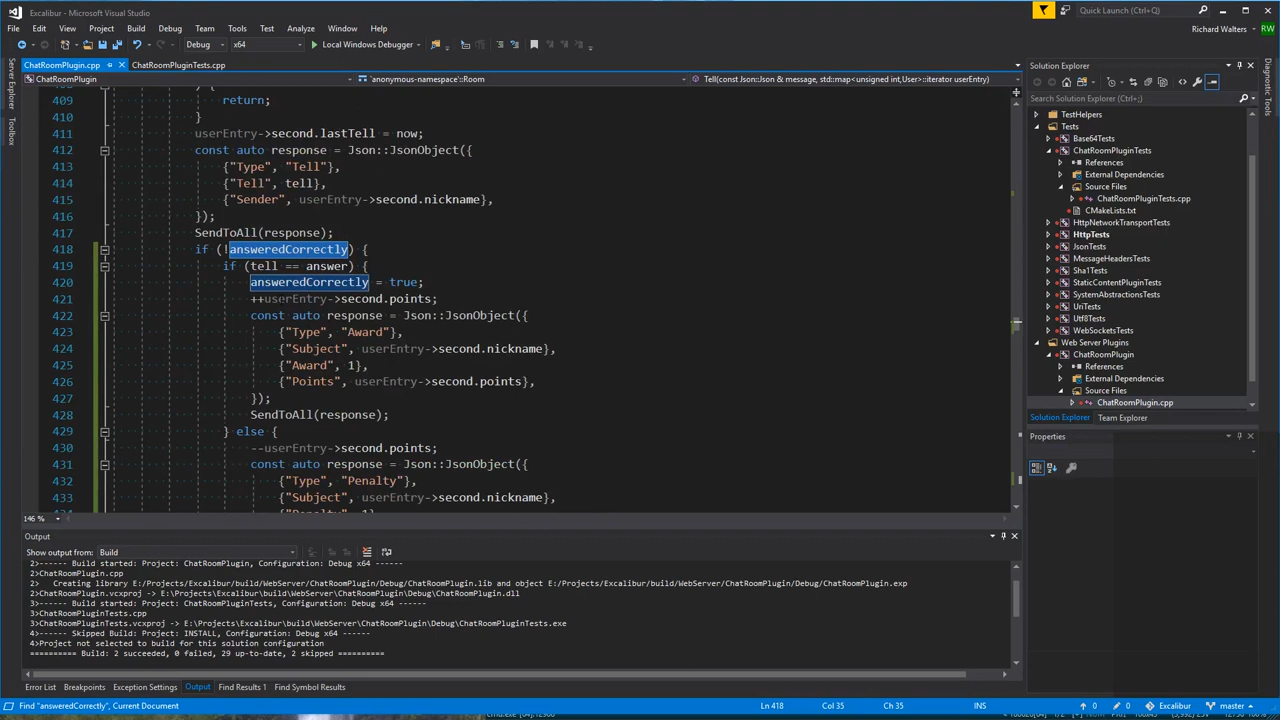 Excalibur - Microsoft Visual Studio
Quick Launch (Ctrl+Q)
File Edit View Project Build Debug Team Tools Test Analyze Window Help
Richard Walters RW
Debug x64 Local Windows Debugger
Server Explorer
Toolbox
ChatRoomPlugin.cpp ChatRoomPluginTests.cpp
ChatRoomPlugin `anonymous-namespace'::Room Tell(const Json::Json & message, std::map<unsigned int,User>::iterator userEntry)
408 ) {
409 return;
410 }
411 userEntry->second.lastTell = now;
412 const auto response = Json::JsonObject({
413 {"Type", "Tell"},
414 {"Tell", tell},
415 {"Sender", userEntry->second.nickname},
416 });
417 SendToAll(response);
418 if (!answeredCorrectly) {
419 if (tell == answer) {
420 answeredCorrectly = true;
421 ++userEntry->second.points;
422 const auto response = Json::JsonObject({
423 {"Type", "Award"},
424 {"Subject", userEntry->second.nickname},
425 {"Award", 1},
426 {"Points", userEntry->second.points},
427 });
428 SendToAll(response);
429 } else {
430 --userEntry->second.points;
431 const auto response = Json::JsonObject({
432 {"Type", "Penalty"},
433 {"Subject", userEntry->second.nickname},
{"Penalty", 1}
146 %
Output
Show output from: Build
2>------ Build started: Project: ChatRoomPlugin, Configuration: Debug x64 ------
2>ChatRoomPlugin.cpp
2> Creating library E:/Projects/Excalibur/build/WebServer/ChatRoomPlugin/Debug/ChatRoomPlugin.lib and object E:/Projects/Excalibur/build/WebServer/ChatRoomPlugin/Debug/ChatRoomPlugin.exp
2>ChatRoomPlugin.vcxproj -> E:\Projects\Excalibur\build\WebServer\ChatRoomPlugin\Debug\ChatRoomPlugin.dll
3>------ Build started: Project: ChatRoomPluginTests, Configuration: Debug x64 ------
3>ChatRoomPluginTests.cpp
3>ChatRoomPluginTests.vcxproj -> E:\Projects\Excalibur\build\WebServer\ChatRoomPlugin\Debug\ChatRoomPluginTests.exe
4>------ Skipped Build: Project: INSTALL, Configuration: Debug x64 ------
4>Project not selected to build for this solution configuration
========== Build: 2 succeeded, 0 failed, 29 up-to-date, 2 skipped ==========
Error List Breakpoints Exception Settings Output Find Results 1 Find Symbol Results
Solution Explorer
Search Solution Explorer (Ctrl+;)
TestHelpers
Tests
Base64Tests
ChatRoomPluginTests
References
External Dependencies
Source Files
ChatRoomPluginTests.cpp
CMakeLists.txt
HttpNetworkTransportTests
HttpTests
JsonTests
MessageHeadersTests
Sha1Tests
StaticContentPluginTests
SystemAbstractionsTests
UriTests
Utf8Tests
WebSocketsTests
Web Server Plugins
ChatRoomPlugin
References
External Dependencies
Source Files
ChatRoomPlugin.cpp
Solution Explorer Team Explorer
Properties
Diagnostic Tools
Find "answeredCorrectly", Current Document Ln 418 Col 35 Ch 35 INS 0 0 Excalibur master